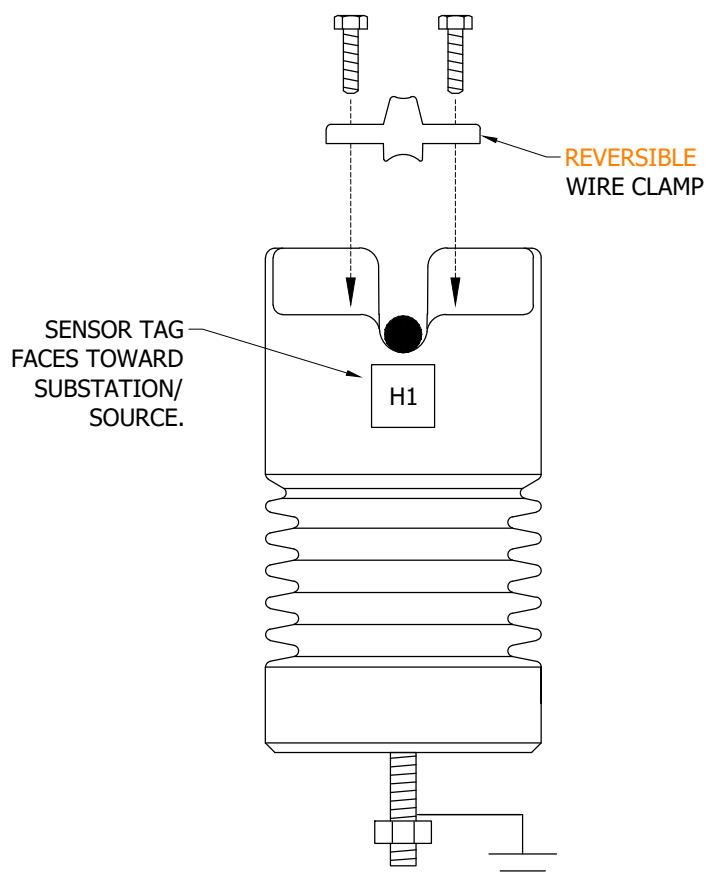 REVERSIBLE
WIRE CLAMP
SENSOR TAG
FACES TOWARD
SUBSTATION/
SOURCE.
H1